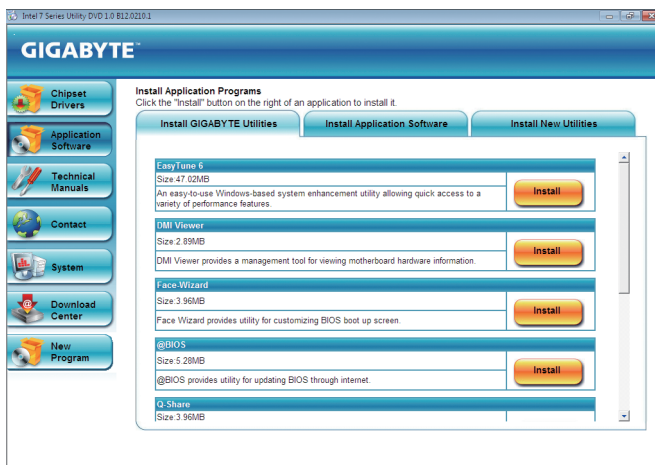 Intel 7 Series Utility DVD 1.0 B12.0210.1
GIGABYTE™
Chipset
Drivers
Application
Software
Technical
Manuals
Contact
System
Download
Center
New
Program
Install Application Programs
Click the "Install" button on the right of an application to install it.
Install GIGABYTE Utilities
Install Application Software
Install New Utilities
EasyTune 6
Size:47.02MB
An easy-to-use Windows-based system enhancement utility allowing quick access to a
variety of performance features.
Install
DMI Viewer
Size:2.89MB
DMI Viewer provides a management tool for viewing motherboard hardware information.
Install
Face-Wizard
Size:3.96MB
Face Wizard provides utility for customizing BIOS boot up screen.
Install
@BIOS
Size:5.28MB
@BIOS provides utility for updating BIOS through internet.
Install
Q-Share
Size:3.96MB